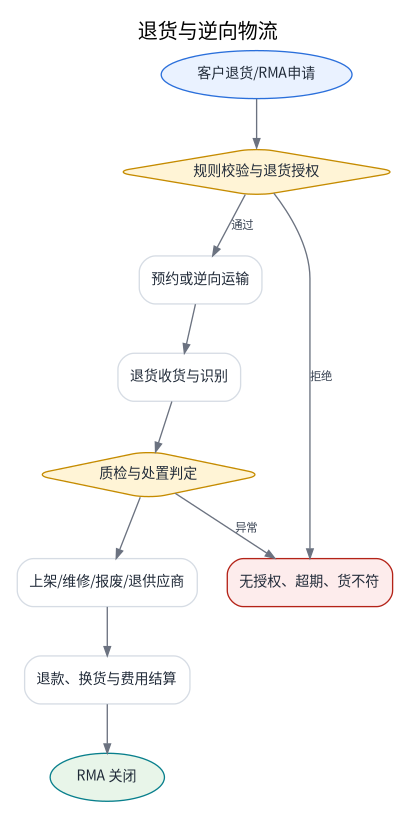 退货与逆向物流
客户退货/RMA申请
规则校验与退货授权
通过
预约或逆向运输
拒绝
退货收货与识别
质检与处置判定
异常
上架/维修/报废/退供应商
无授权、超期、货不符
退款、换货与费用结算
RMA 关闭